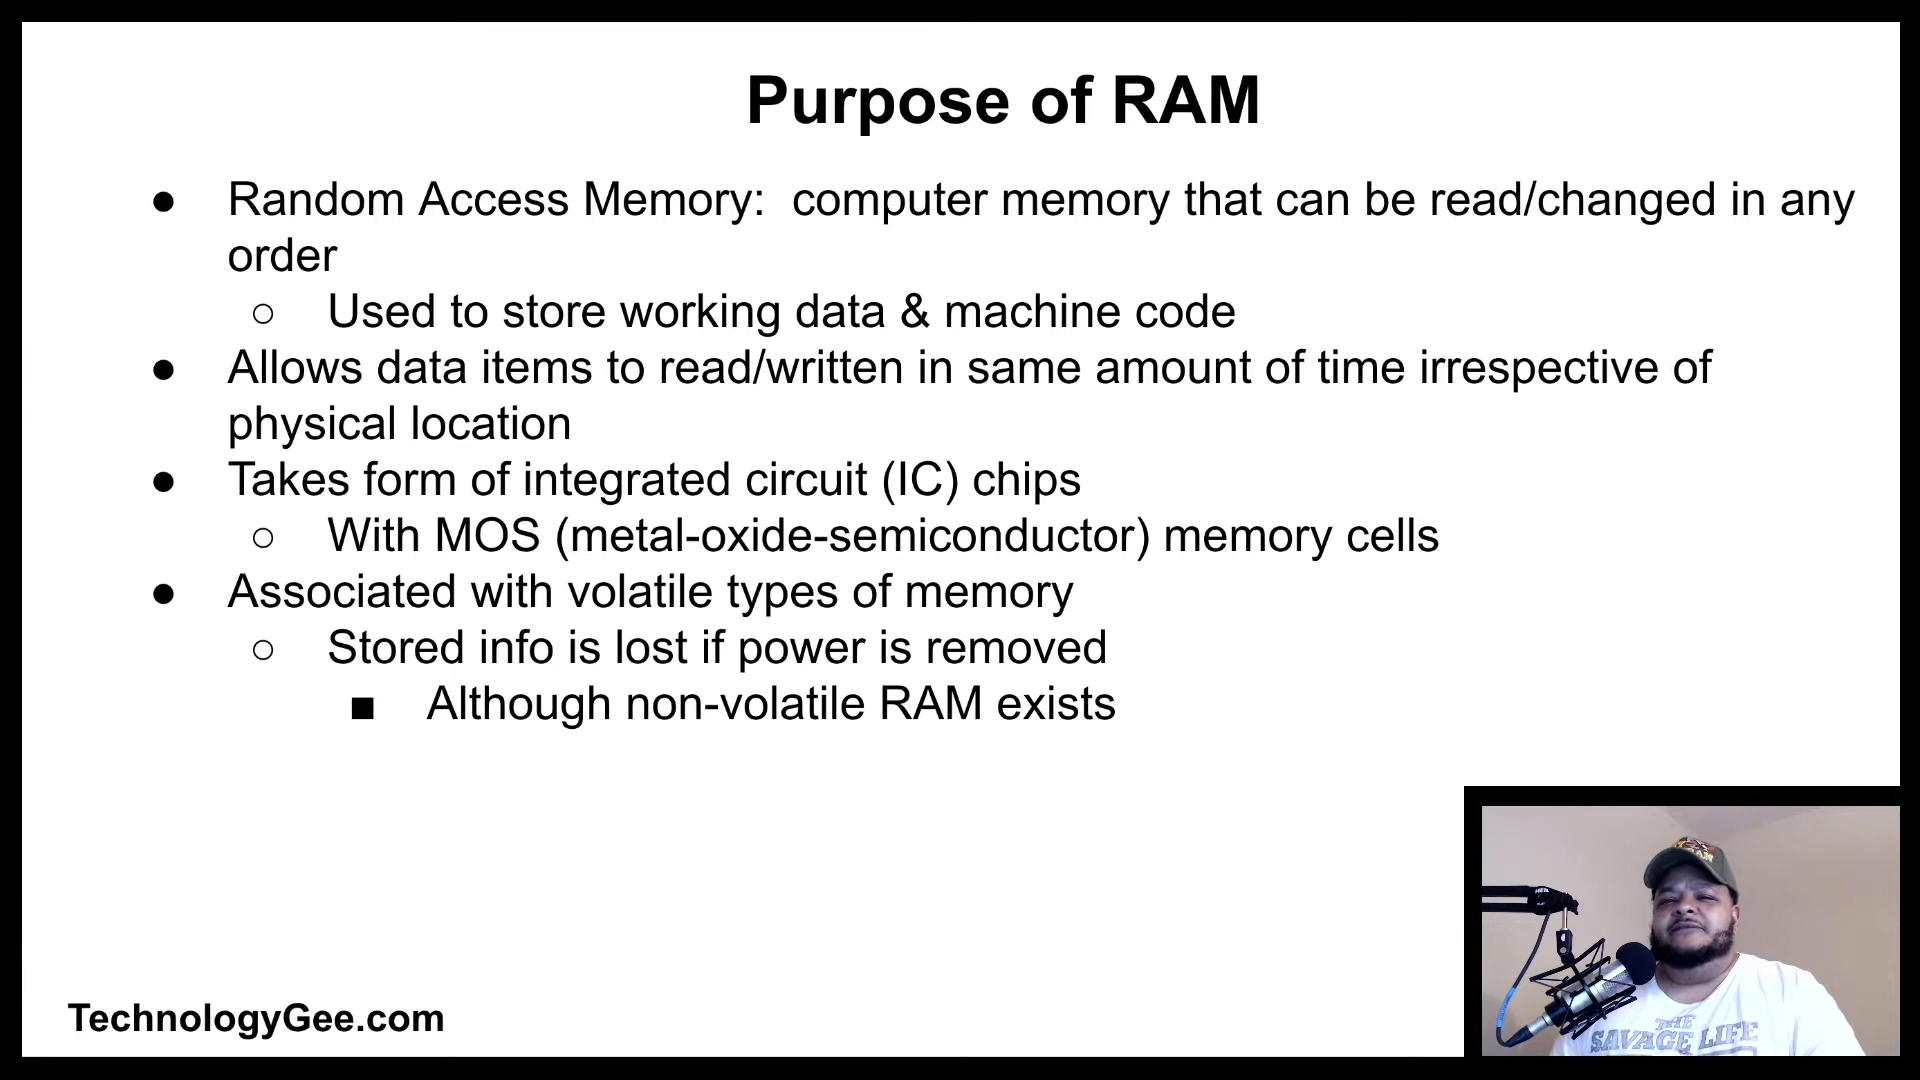 Purpose of RAM
● Random Access Memory:  computer memory that can be read/changed in any
order
○ Used to store working data & machine code
● Allows data items to read/written in same amount of time irrespective of
physical location
● Takes form of integrated circuit (IC) chips
○ With MOS (metal-oxide-semiconductor) memory cells
● Associated with volatile types of memory
○ Stored info is lost if power is removed
■ Although non-volatile RAM exists
TechnologyGee.com
THE
SAVAGE LIFE